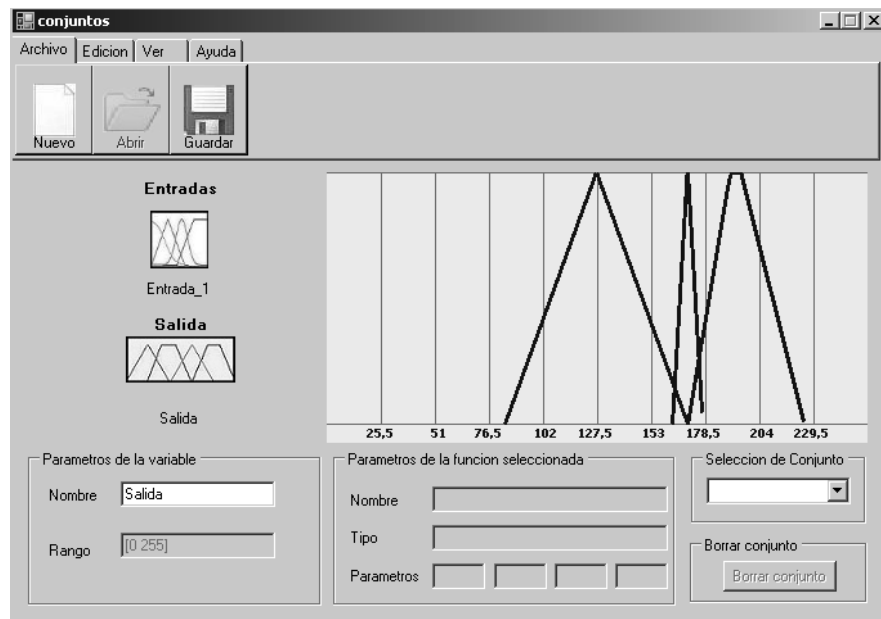 conjuntos
Archivo Edicion Ver Ayuda
Nuevo Abrir Guardar
Entradas
Entrada_1
Salida
Salida
25,5 51 76,5 102 127,5 153 178,5 204 229,5
Parametros de la variable
Nombre Salida
Rango [0 255]
Parametros de la funcion seleccionada
Nombre
Tipo
Parametros
Seleccion de Conjunto
Borrar conjunto
Borrar conjunto